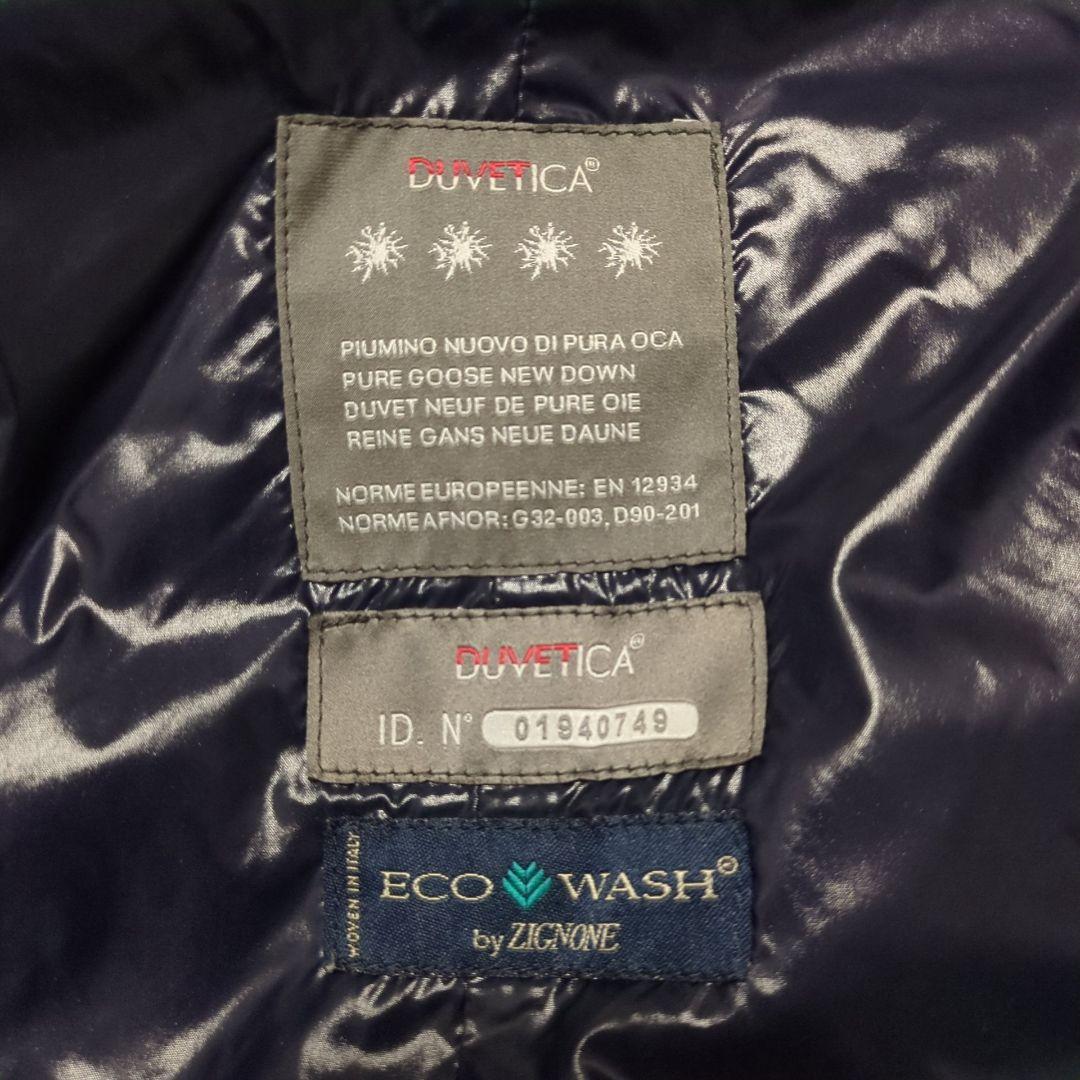 DUVETICA®
PIUMINO NUOVO DI PURA OCA
PURE GOOSE NEW DOWN
DUVET NEUF DE PURE OIE
REINE GANS NEUE DAUNE
NORME EUROPEENNE: EN 12934
NORME AFNOR: G32-003, D90-201
DUVETICA®
ID. N° 01940749
WOVEN IN ITALY
ECO WASH®
by ZIGNONE